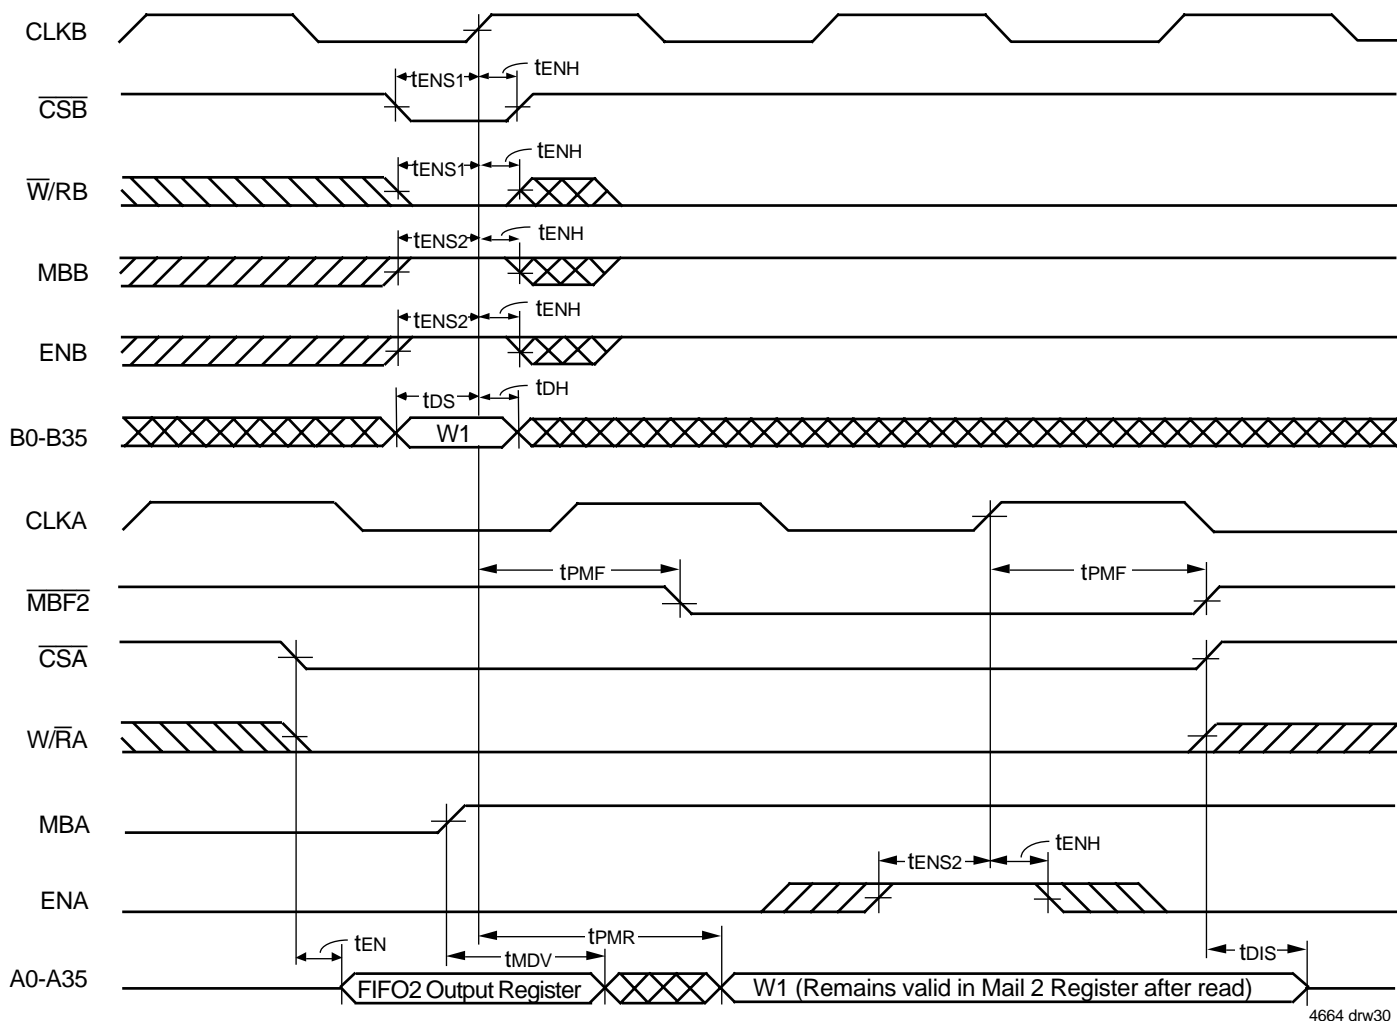 CLKB
tENS1 tENH
CSB
tENS1 tENH
W/RB
tENS2 tENH
MBB
tENS2 tENH
ENB
tDS tDH
B0-B35 W1
CLKA
tPMF tPMF
MBF2
CSA
W/RA
MBA
tENS2 tENH
ENA
tEN tPMR
tMDV tDIS
A0-A35 FIFO2 Output Register W1 (Remains valid in Mail 2 Register after read)
4664 drw30